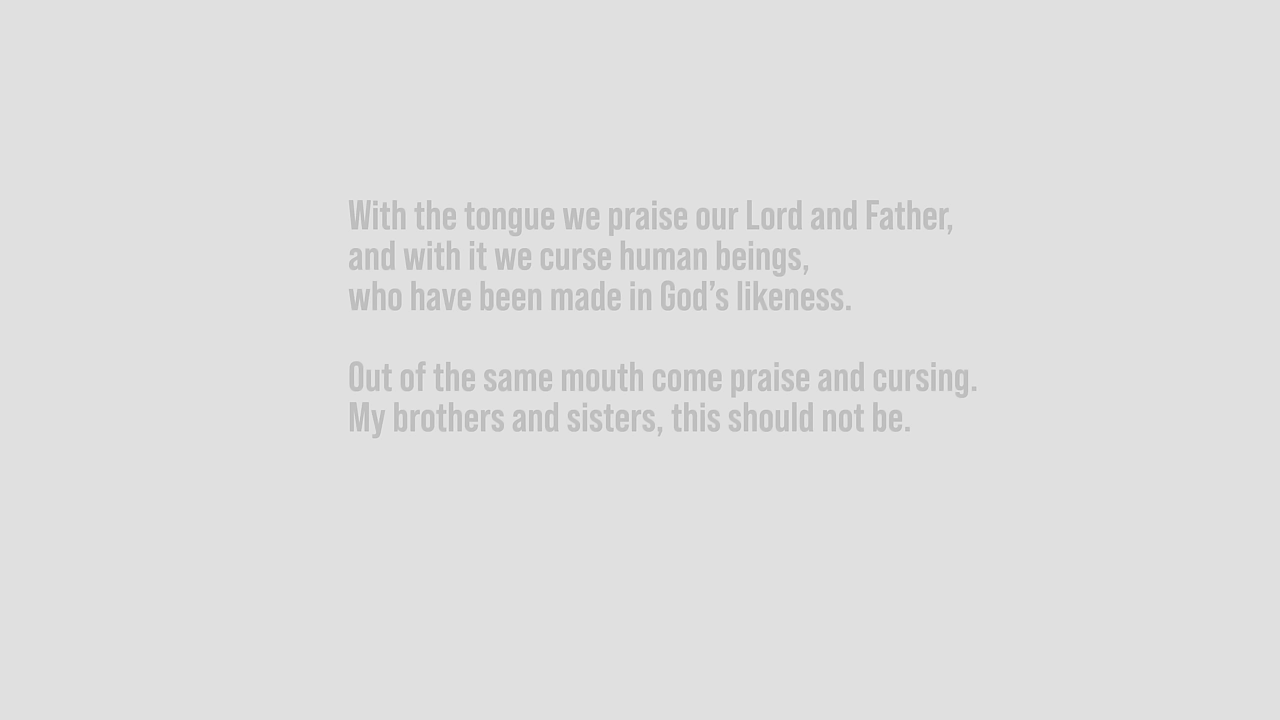 With the tongue we praise our Lord and Father,
and with it we curse human beings,
who have been made in God’s likeness.
Out of the same mouth come praise and cursing.
My brothers and sisters, this should not be.